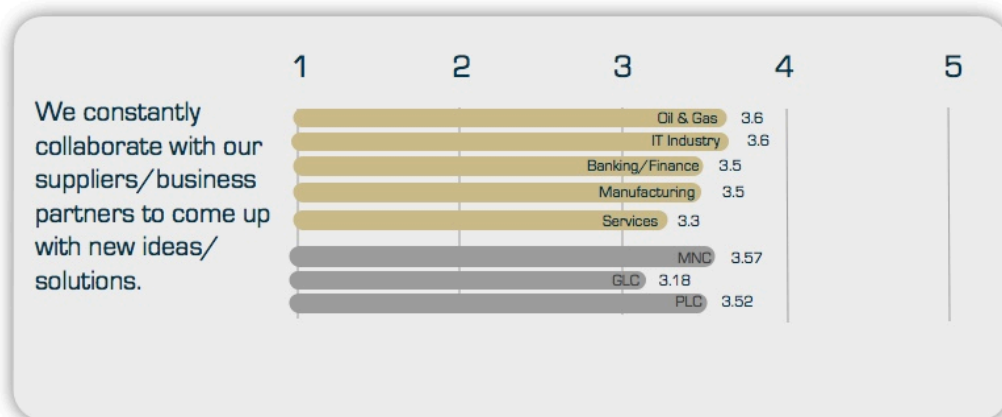 1 2 3 4 5
We constantly
collaborate with our
suppliers/business
partners to come up
with new ideas/
solutions.
Oil & Gas 3.6
IT Industry 3.6
Banking/Finance 3.5
Manufacturing 3.5
Services 3.3
MNC 3.57
GLC 3.18
PLC 3.52